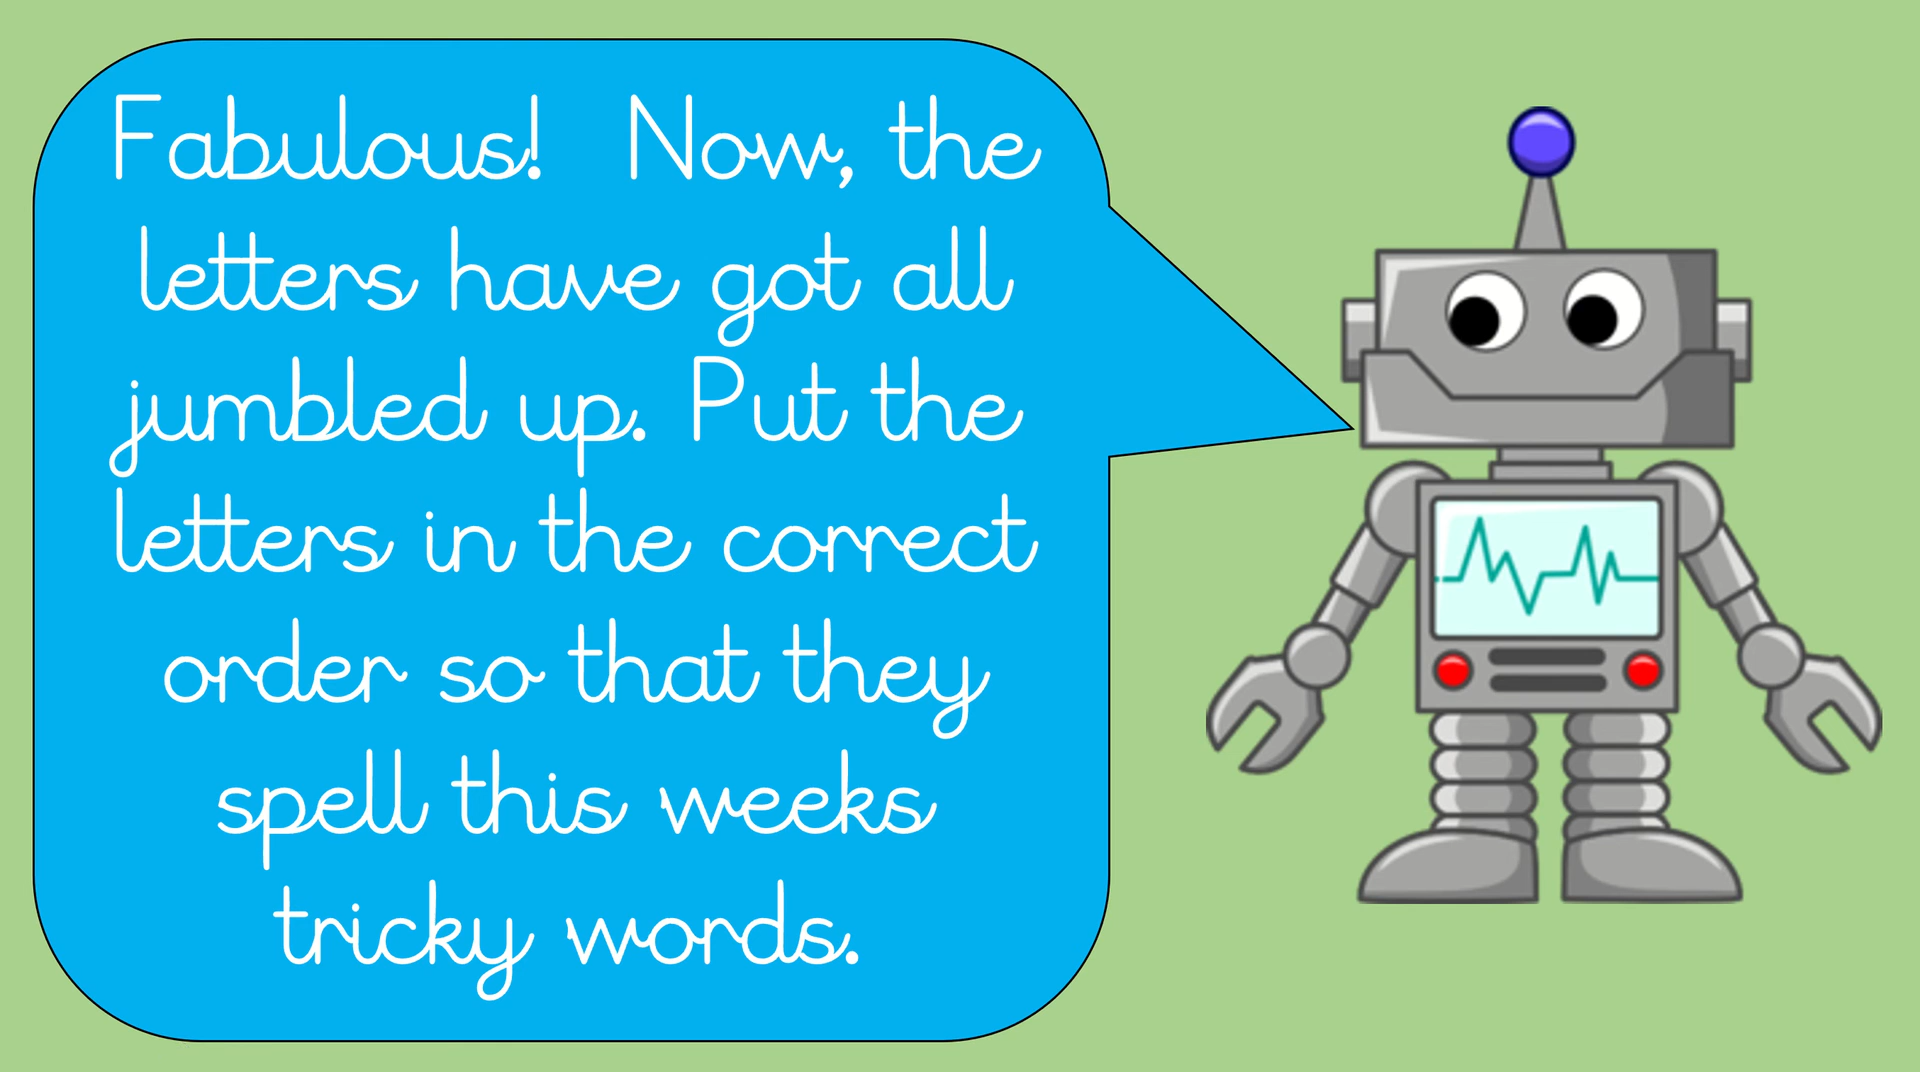 Fabulous! Now, the
letters have got all
jumbled up. Put the
letters in the correct
order so that they
spell this weeks
tricky words.